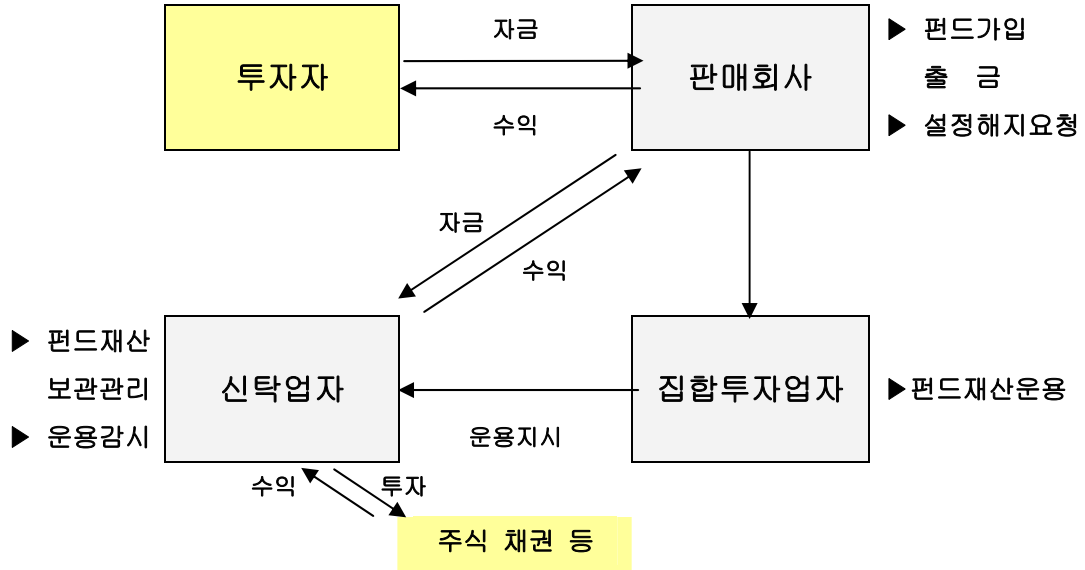 자금
▶ 펀드가입
투자자
판매회사
출 금
수익
▶ 설정해지요청
자금
수익
▶ 펀드재산
보관관리
신탁업자
집합투자업자
▶펀드재산운용
▶ 운용감시
운용지시
수익
투자
주식 채권 등